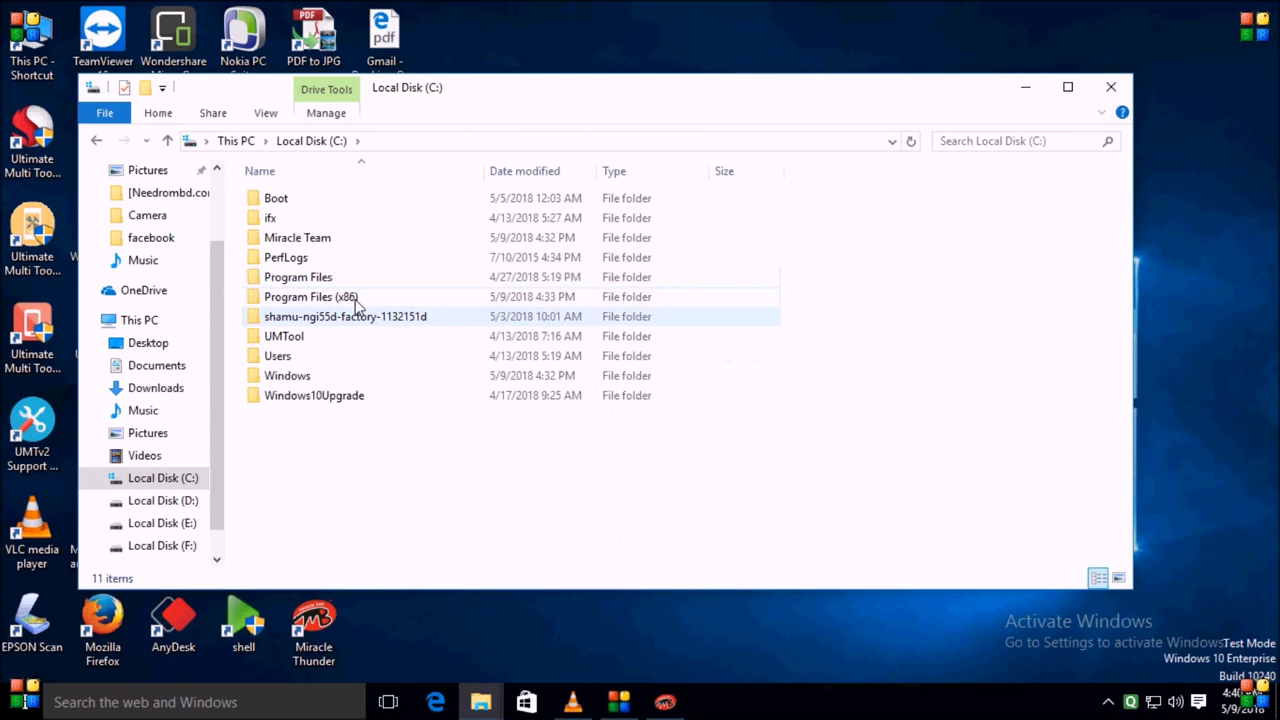 This PC -
Shortcut
TeamViewer
Wondershare
Nokia PC
PDF to JPG
Gmail -
PDF
pdf
Drive Tools
Local Disk (C:)
File
Home
Share
View
Manage
This PC
Local Disk (C:)
Search Local Disk (C:)
Name
Date modified
Type
Size
Boot
5/5/2018 12:03 AM
File folder
ifx
4/13/2018 5:27 AM
File folder
Miracle Team
5/9/2018 4:32 PM
File folder
PerfLogs
7/10/2015 4:34 PM
File folder
Program Files
4/27/2018 5:19 PM
File folder
Program Files (x86)
5/9/2018 4:33 PM
File folder
shamu-ngi55d-factory-1132151d
5/3/2018 10:01 AM
File folder
UMTool
4/13/2018 7:16 AM
File folder
Users
4/13/2018 5:19 AM
File folder
Windows
5/9/2018 4:32 PM
File folder
Windows10Upgrade
4/17/2018 9:25 AM
File folder
Pictures
[Needrombd.co
Camera
facebook
Music
OneDrive
This PC
Desktop
Documents
Downloads
Music
Pictures
Videos
Local Disk (C:)
Local Disk (D:)
Local Disk (E:)
Local Disk (F:)
11 items
Ultimate
Multi Too...
Ultimate
Multi Too...
Ultimate
Multi Too...
UMTv2
Support ...
VLC media
player
EPSON Scan
Mozilla
Firefox
AnyDesk
shell
Miracle
Thunder
Activate Windows
Go to Settings to activate Windows
Test Mode
Windows 10 Enterprise
Build 10240
Search the web and Windows
5/9/2018